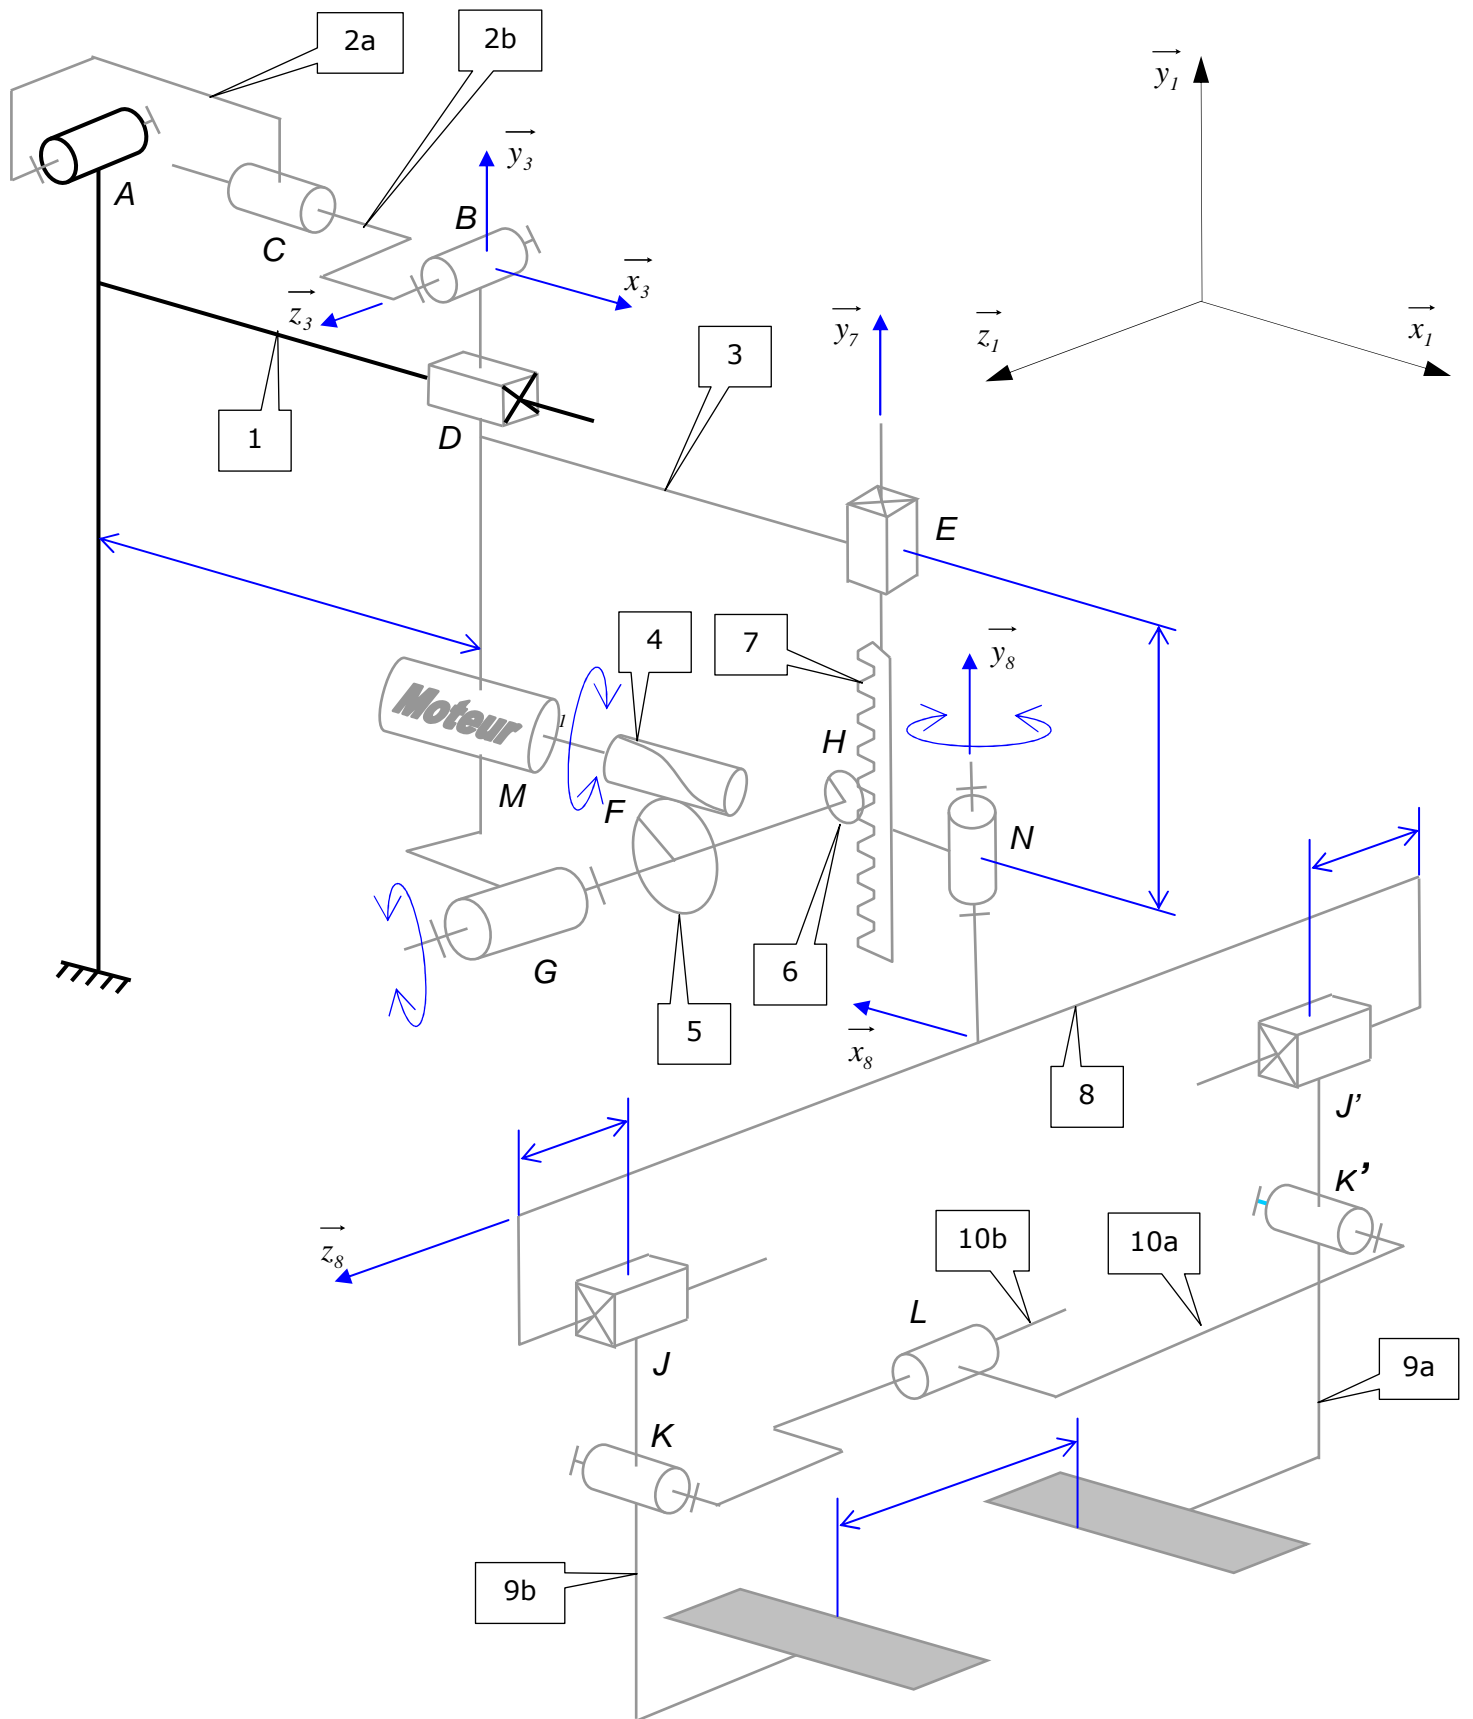 2a
2b
y₁
A
C
B
y₃
x₃
z₃
y₇
z₁
x₁
3
1
D
E
4
7
y₈
Moteur
1
H
M
F
N
G
6
5
x₈
8
J'
K'
z₈
10b
10a
L
J
9a
K
9b